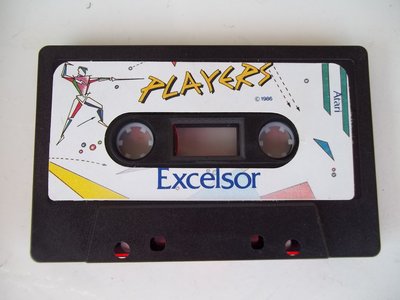 PLAYERS
© 1986
Atari
Excelsor